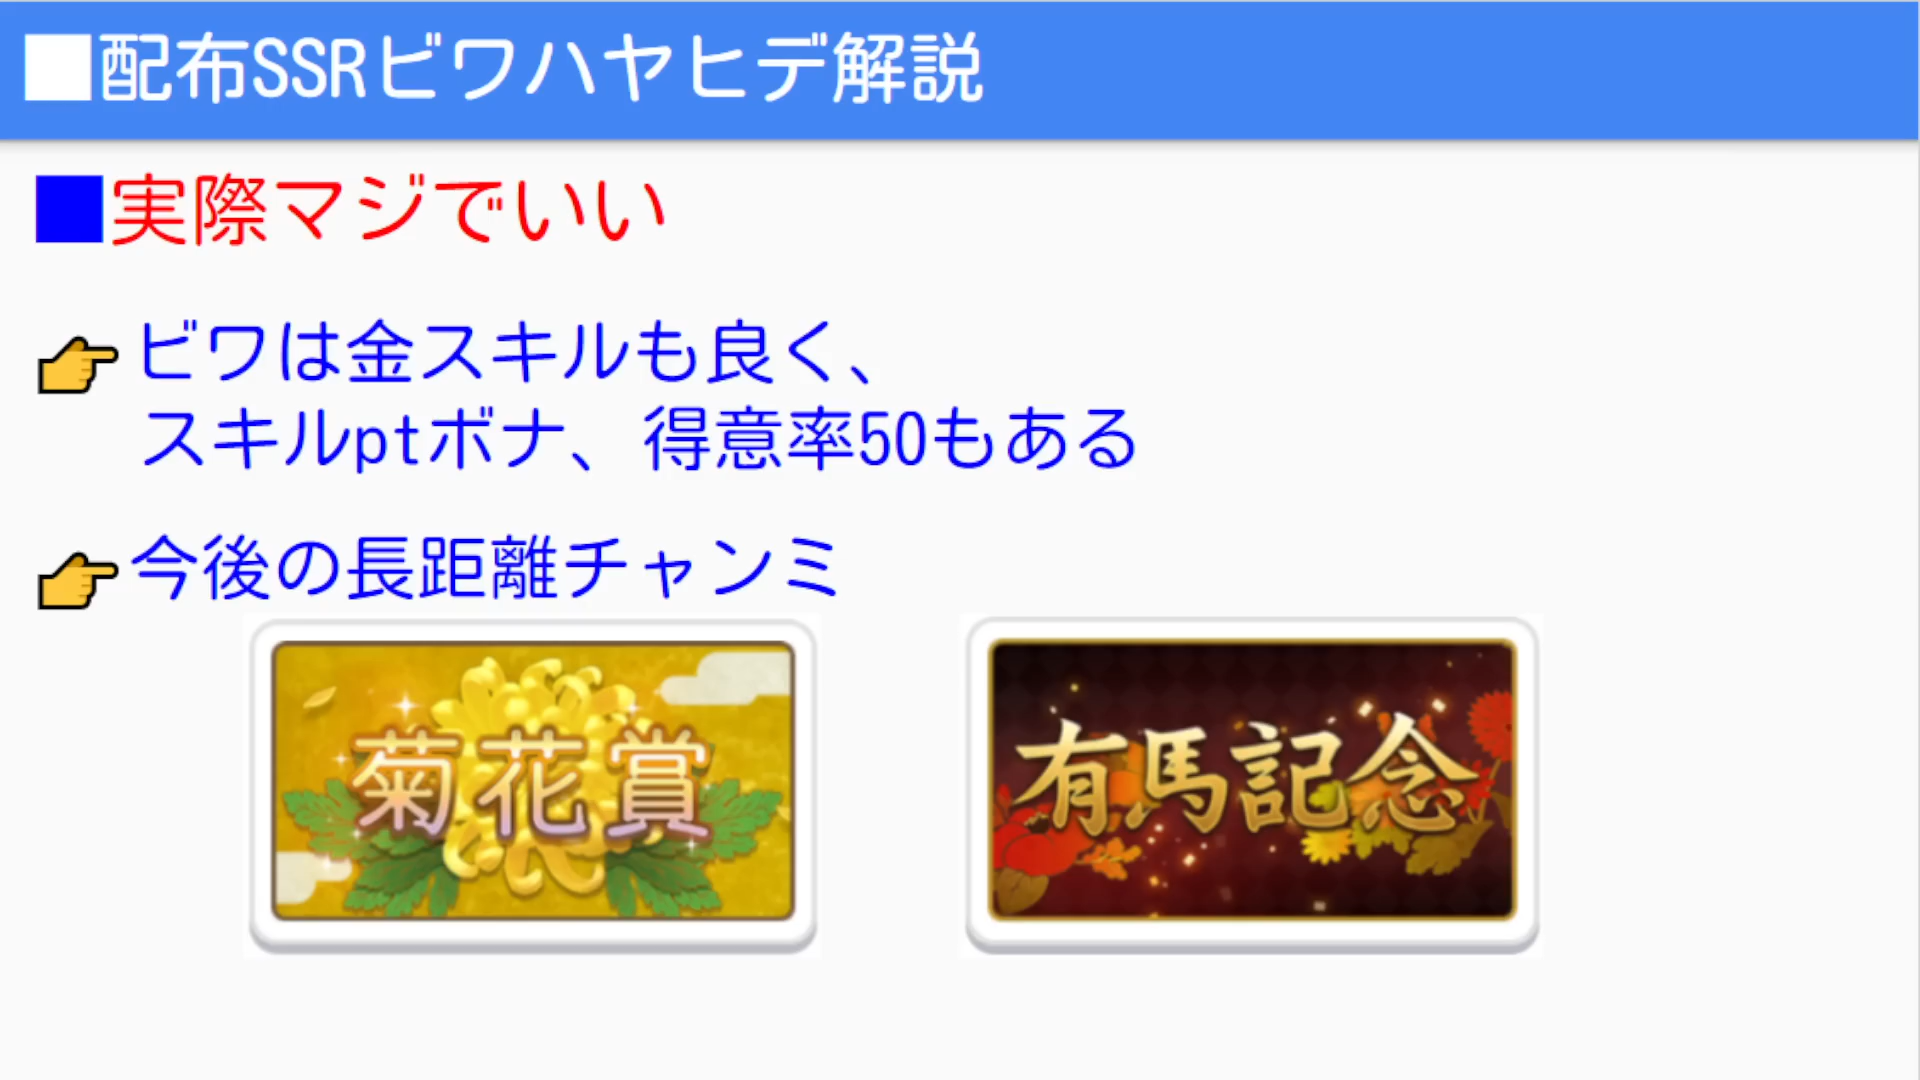 ■配布SSRビワハヤヒデ解説
■実際マジでいい
👉ビワは金スキルも良く、
スキルptボナ、得意率50もある
👉今後の長距離チャンミ
菊花賞
有馬記念